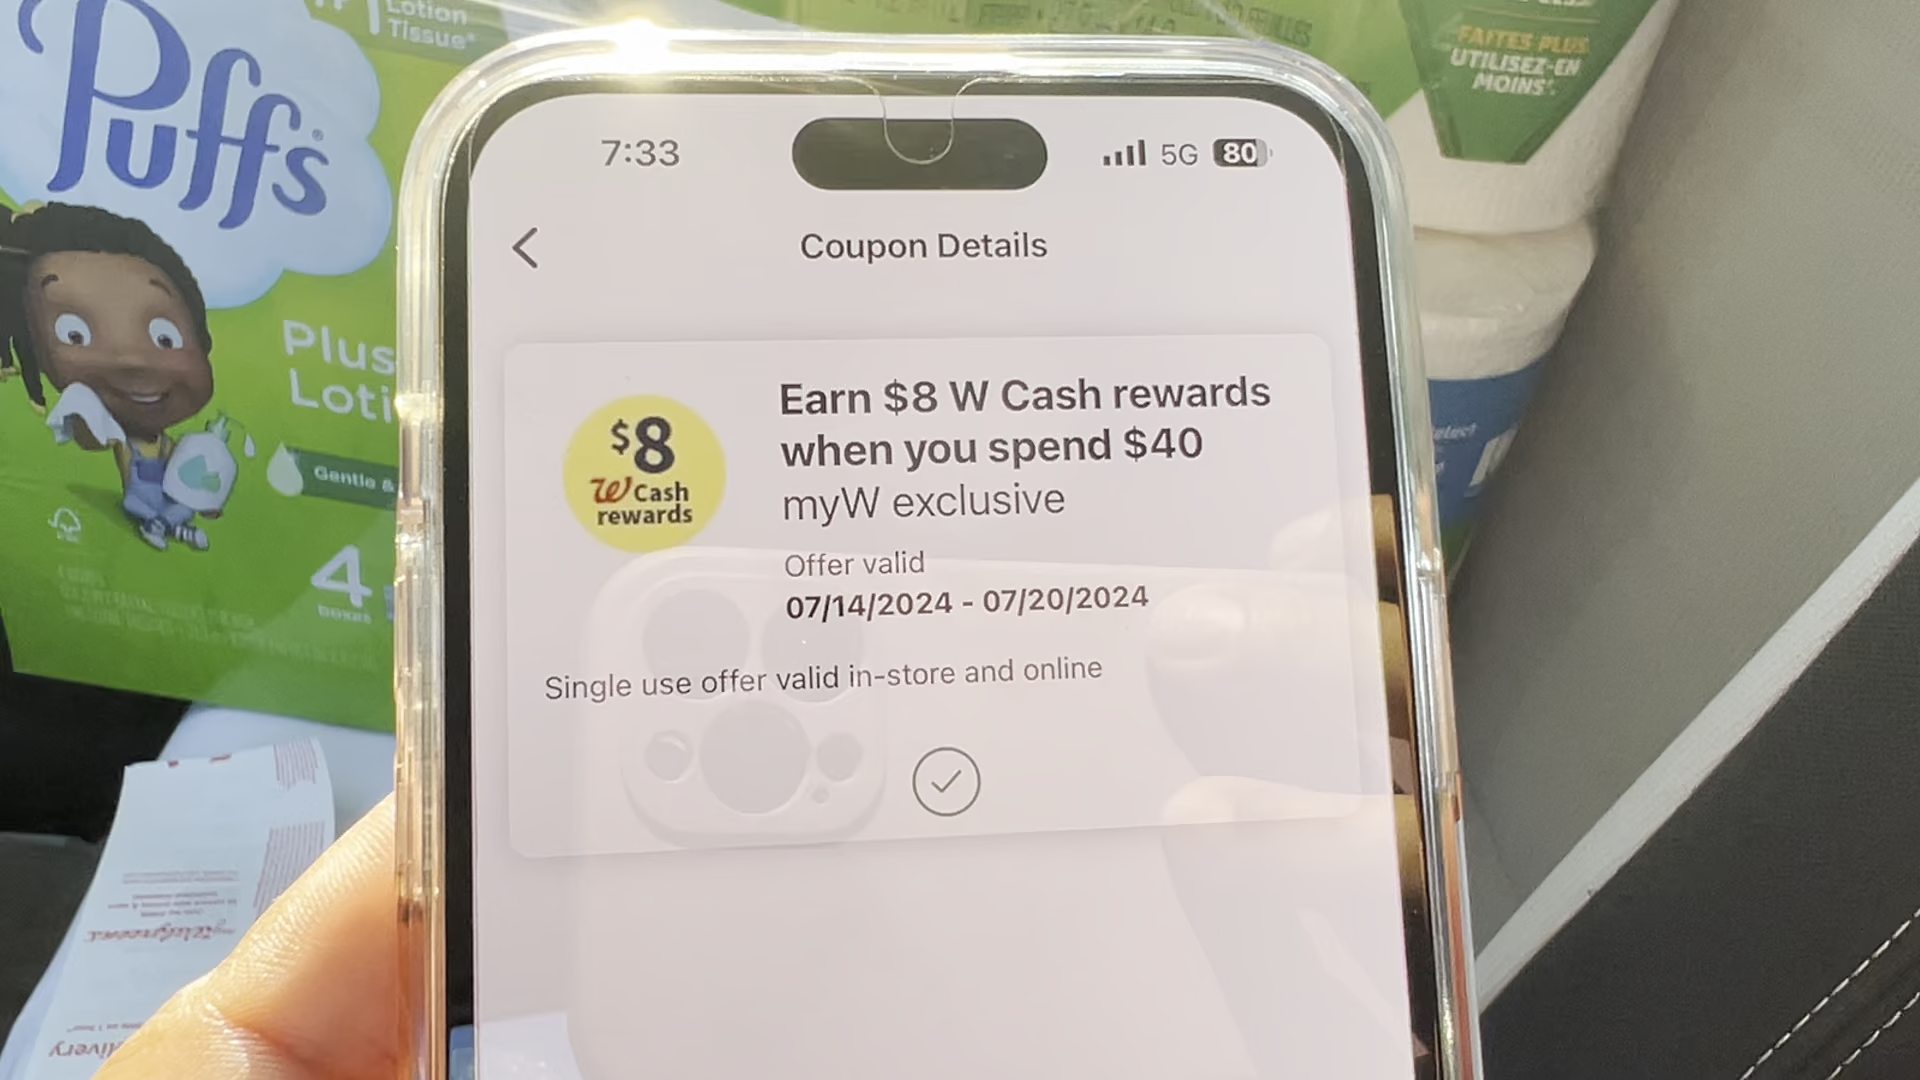 Lotion
Tissue*
Puffs
Plus
Loti
Gentle &
4
BOXES
FAITES PLUS
UTILISEZ-EN
MOINS*.
7:33
5G
80
Coupon Details
$8
W Cash
rewards
Earn $8 W Cash rewards
when you spend $40
myW exclusive
Offer valid
07/14/2024 - 07/20/2024
Single use offer valid in-store and online
myWalgreens